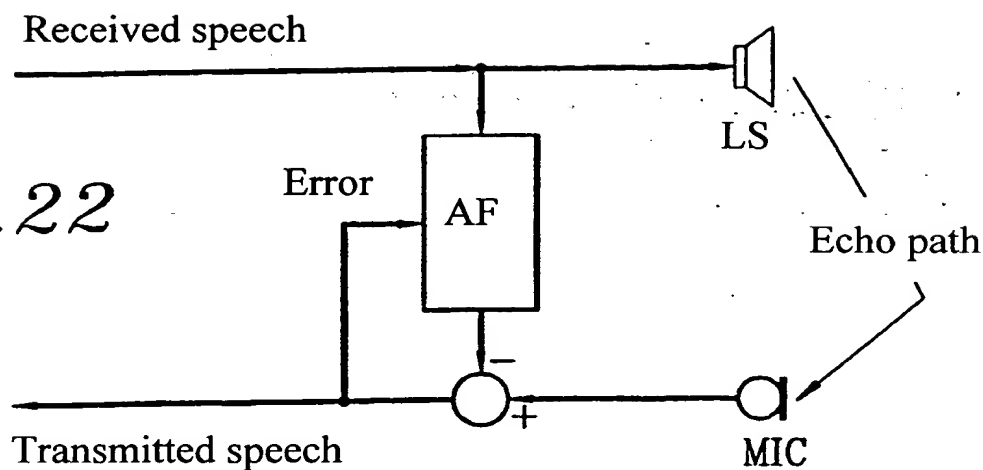 Received speech
LS
Error
AF
.22
Echo path
−
+
Transmitted speech
MIC